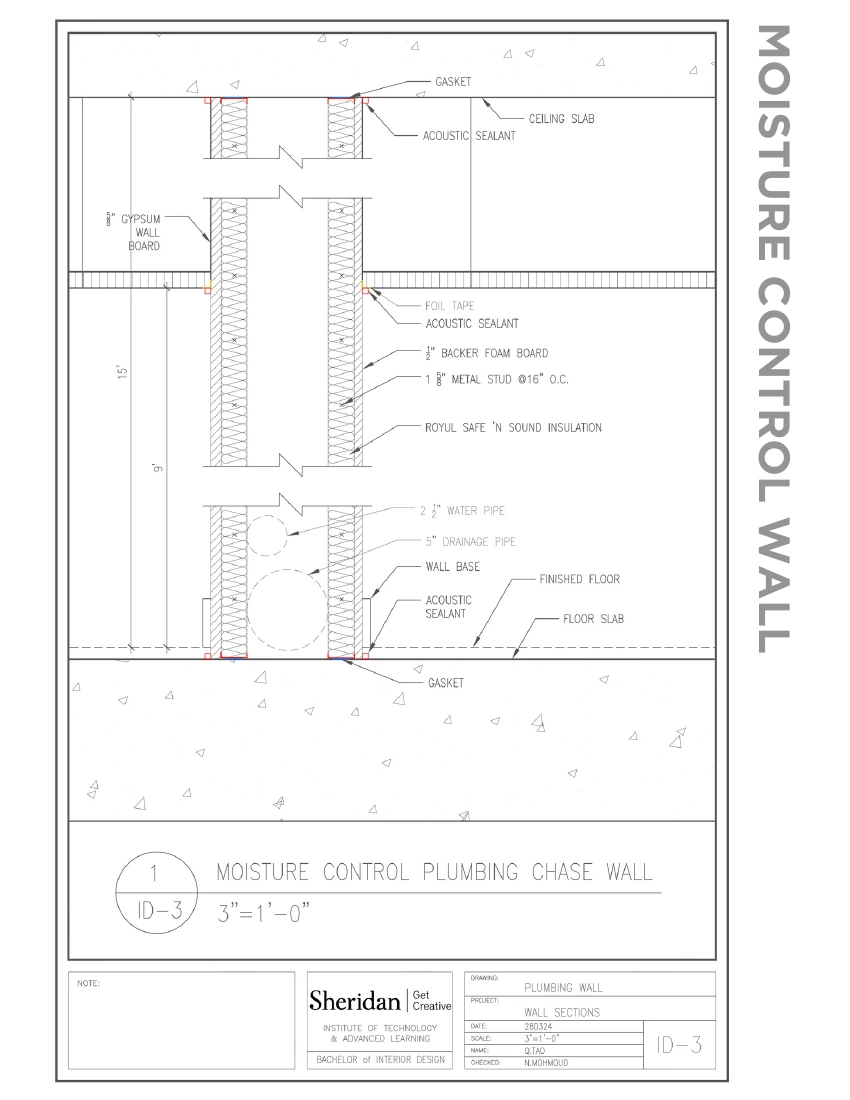 MOISTURE CONTROL WALL
GASKET
CEILING SLAB
ACOUSTIC SEALANT
5/8" GYPSUM
WALL
BOARD
FOIL TAPE
ACOUSTIC SEALANT
1/2" BACKER FOAM BOARD
15'
1 5/8" METAL STUD @16" O.C.
ROYUL SAFE 'N SOUND INSULATION
9'
2 1/2" WATER PIPE
5" DRAINAGE PIPE
WALL BASE
FINISHED FLOOR
ACOUSTIC
SEALANT
FLOOR SLAB
GASKET
1
ID-3
MOISTURE CONTROL PLUMBING CHASE WALL
3"=1'-0"
NOTE:
Sheridan
Get
Creative
INSTITUTE OF TECHNOLOGY
& ADVANCED LEARNING
BACHELOR of INTERIOR DESIGN
DRAWING:
PLUMBING WALL
PROJECT:
WALL SECTIONS
DATE: 280324
SCALE: 3"=1'-0"
NAME: Q.TAO
CHECKED: N.MOHMOUD
ID-3